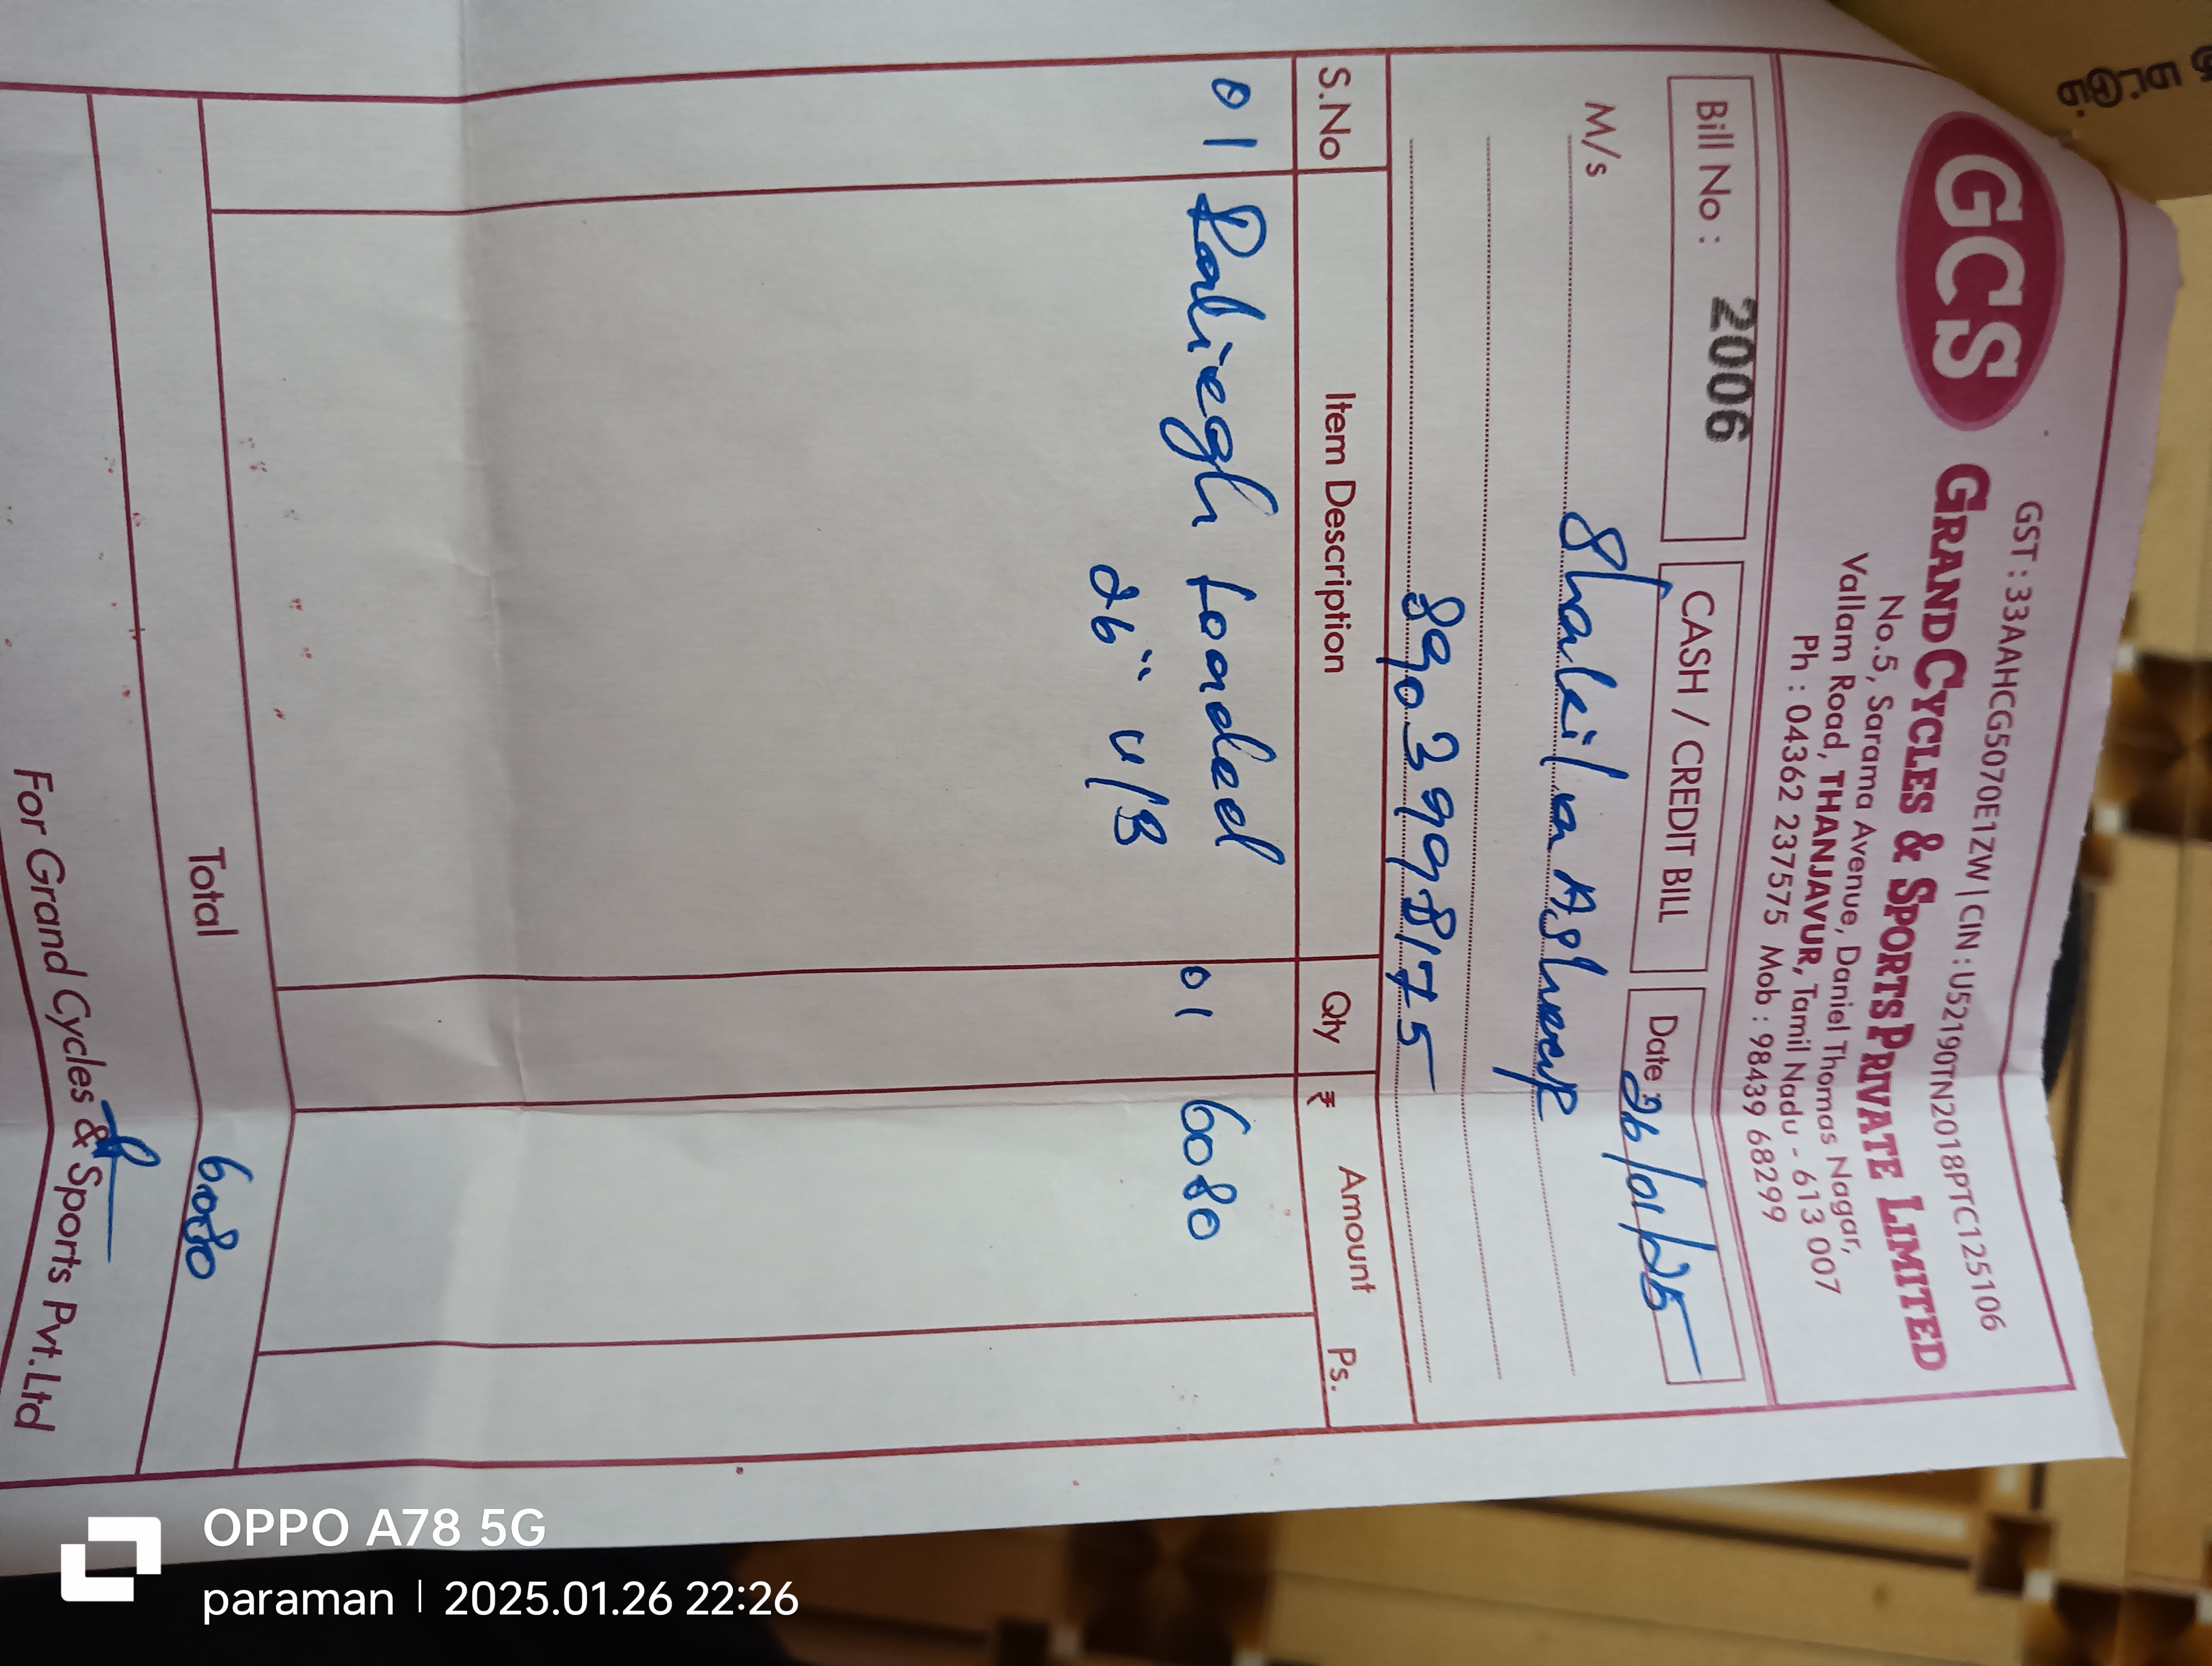 GST : 33AAHCG5070E1ZW | CIN : U52190TN2018PTC125106
GCS
GRAND CYCLES & SPORTS PRIVATE LIMITED
No.5, Sarama Avenue, Daniel Thomas Nagar,
Vallam Road, THANJAVUR, Tamil Nadu - 613 007
Ph : 04362 237575 Mob : 98439 68299
Bill No : 2006 CASH / CREDIT BILL Date : 26/01/25
M/s Shakil
8903998175
S.No Item Description Qty ₹ Amount Ps.
01 Raliegh loaded 01 6080
26" V/B
Total 6080
For Grand Cycles & Sports Pvt.Ltd
OPPO A78 5G
paraman | 2025.01.26 22:26